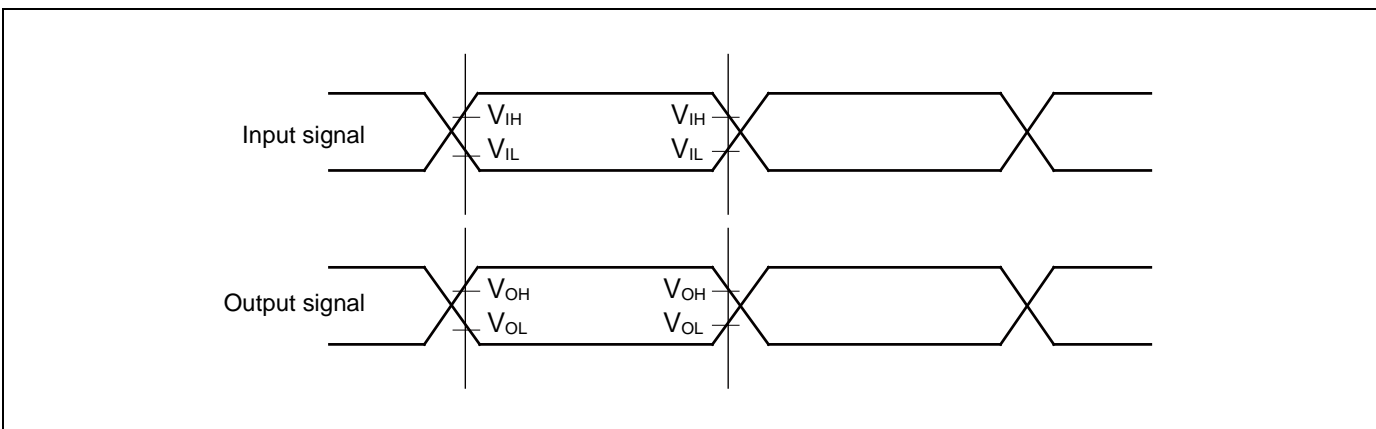 VIH VIH
Input signal
VIL VIL
VOH VOH
Output signal
VOL VOL